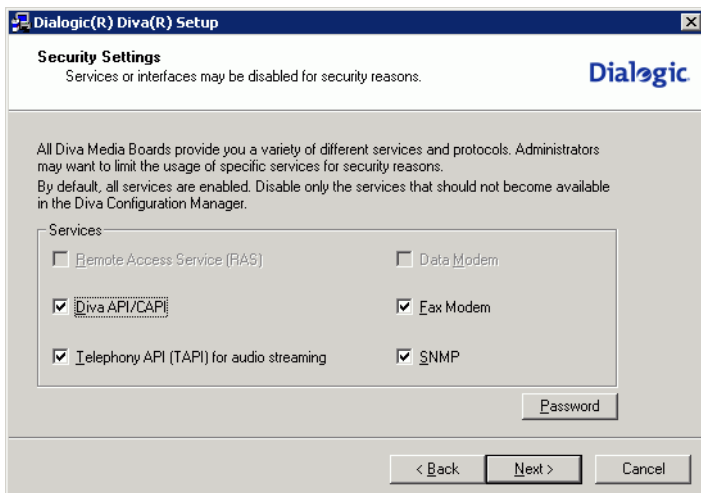 Dialogic(R) Diva(R) Setup
Security Settings
Services or interfaces may be disabled for security reasons.
Dialogic
All Diva Media Boards provide you a variety of different services and protocols. Administrators
may want to limit the usage of specific services for security reasons.
By default, all services are enabled. Disable only the services that should not become available
in the Diva Configuration Manager.
Services
Remote Access Service (RAS)
Data Modem
Diva API/CAPI
Fax Modem
Telephony API (TAPI) for audio streaming
SNMP
Password
< Back
Next >
Cancel